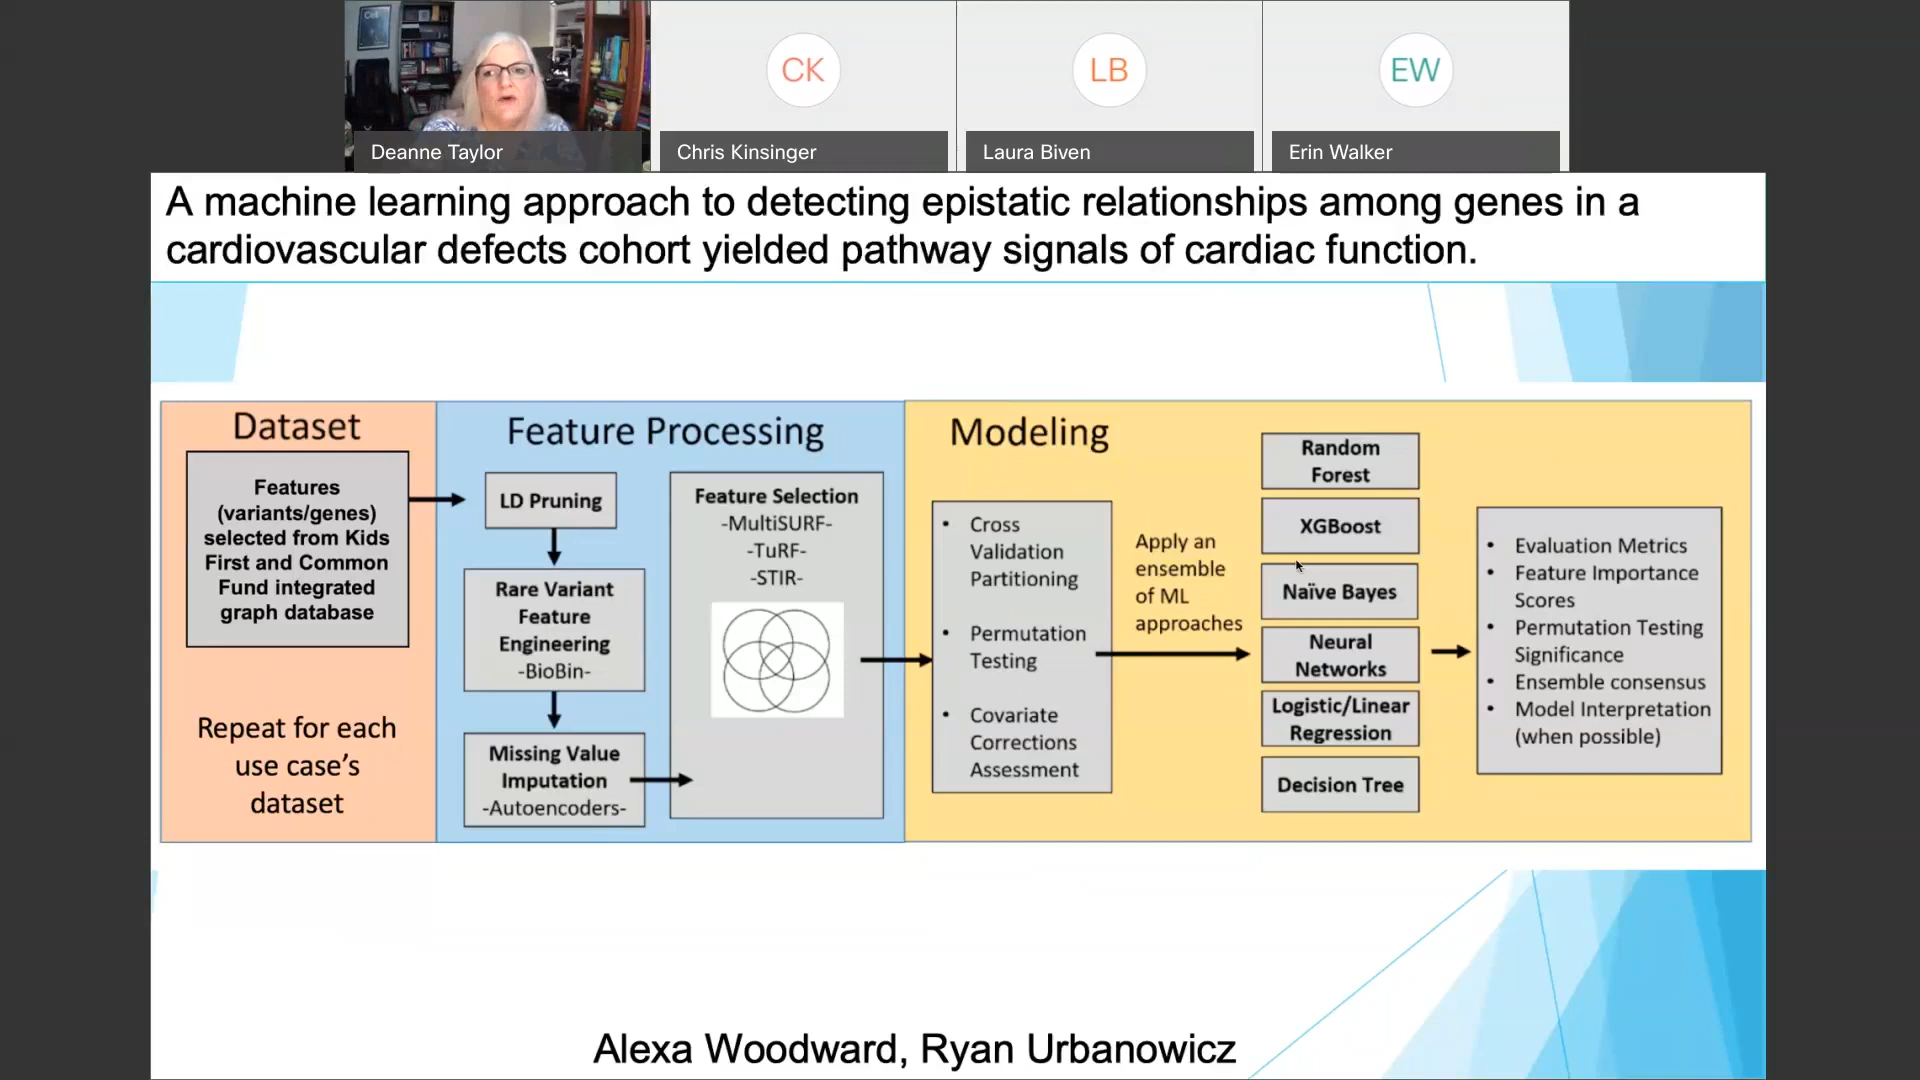 Cell
CK
LB
EW
Deanne Taylor
Chris Kinsinger
Laura Biven
Erin Walker
A machine learning approach to detecting epistatic relationships among genes in a
cardiovascular defects cohort yielded pathway signals of cardiac function.
Dataset
Features
(variants/genes)
selected from Kids
First and Common
Fund integrated
graph database
Repeat for each
use case's
dataset
Feature Processing
LD Pruning
Rare Variant
Feature
Engineering
-BioBin-
Missing Value
Imputation
-Autoencoders-
Feature Selection
-MultiSURF-
-TuRF-
-STIR-
Modeling
• Cross
Validation
Partitioning
• Permutation
Testing
• Covariate
Corrections
Assessment
Apply an
ensemble
of ML
approaches
Random
Forest
XGBoost
Naïve Bayes
Neural
Networks
Logistic/Linear
Regression
Decision Tree
• Evaluation Metrics
• Feature Importance
Scores
• Permutation Testing
Significance
• Ensemble consensus
• Model Interpretation
(when possible)
Alexa Woodward, Ryan Urbanowicz